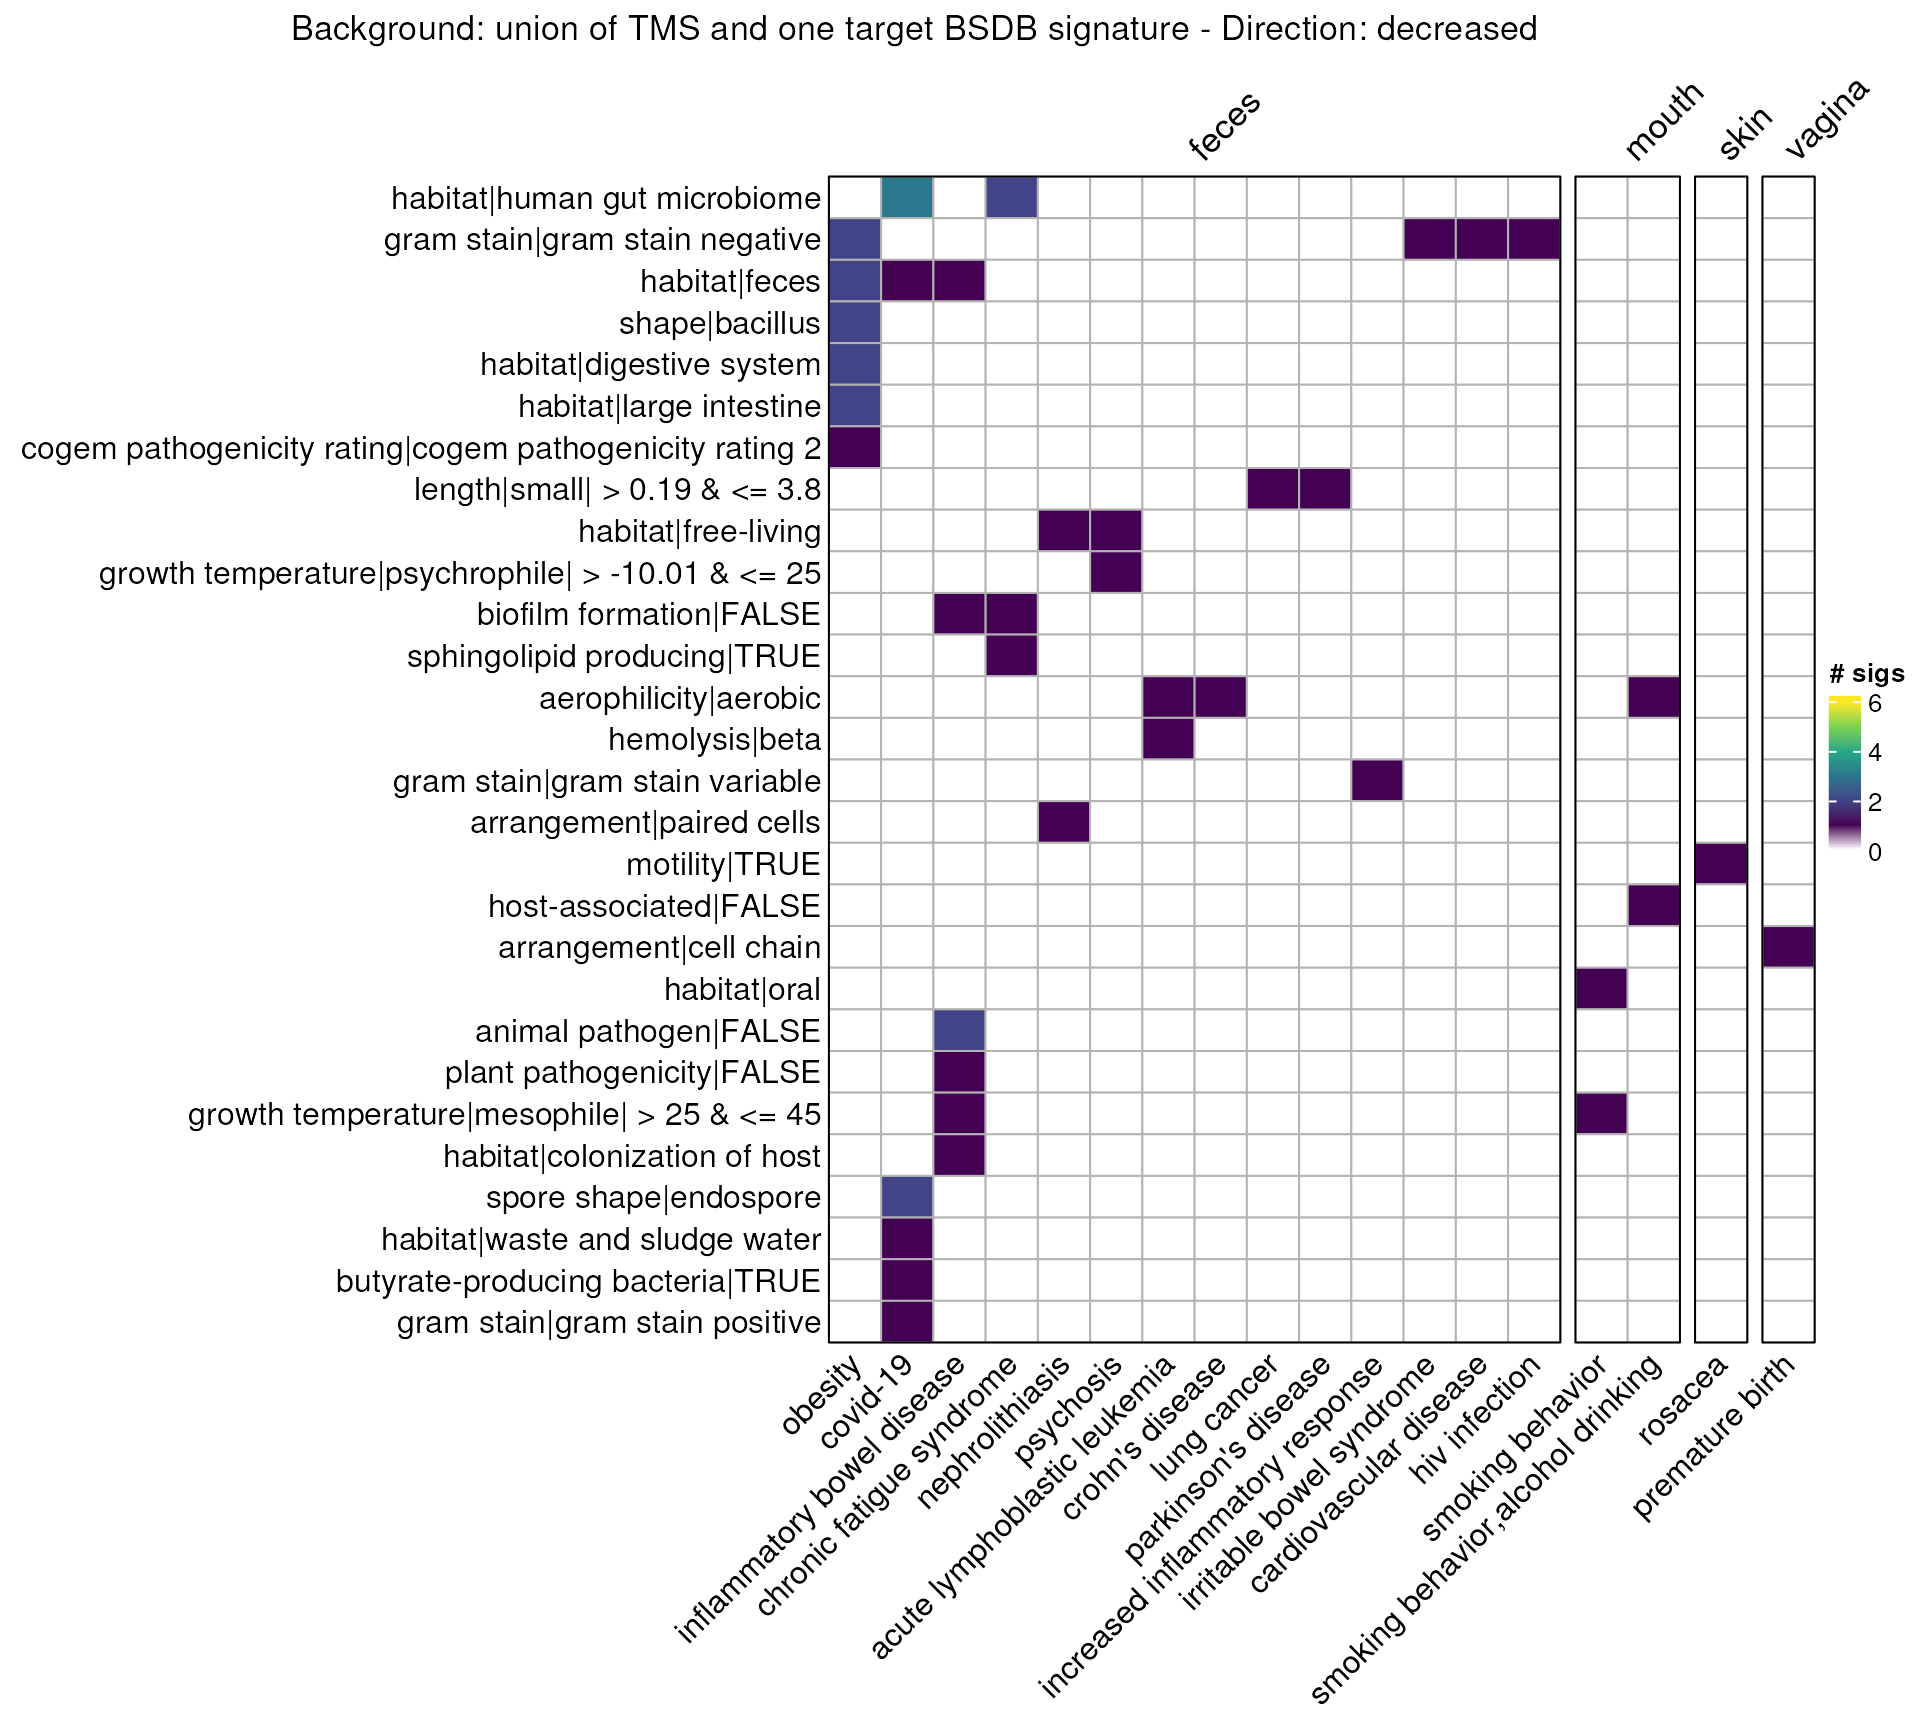 Background: union of TMS and one target BSDB signature - Direction: decreased
feces
mouth
skin
vagina
habitat|human gut microbiome
gram stain|gram stain negative
habitat|feces
shape|bacillus
habitat|digestive system
habitat|large intestine
cogem pathogenicity rating|cogem pathogenicity rating 2
length|small| > 0.19 & <= 3.8
habitat|free-living
growth temperature|psychrophile| > -10.01 & <= 25
biofilm formation|FALSE
sphingolipid producing|TRUE
aerophilicity|aerobic
hemolysis|beta
gram stain|gram stain variable
arrangement|paired cells
motility|TRUE
host-associated|FALSE
arrangement|cell chain
habitat|oral
animal pathogen|FALSE
plant pathogenicity|FALSE
growth temperature|mesophile| > 25 & <= 45
habitat|colonization of host
spore shape|endospore
habitat|waste and sludge water
butyrate-producing bacteria|TRUE
gram stain|gram stain positive
# sigs
6
4
2
0
obesity
covid-19
inflammatory bowel disease
chronic fatigue syndrome
nephrolithiasis
psychosis
acute lymphoblastic leukemia
crohn's disease
lung cancer
parkinson's disease
increased inflammatory response
irritable bowel syndrome
cardiovascular disease
hiv infection
smoking behavior
smoking behavior,alcohol drinking
rosacea
premature birth